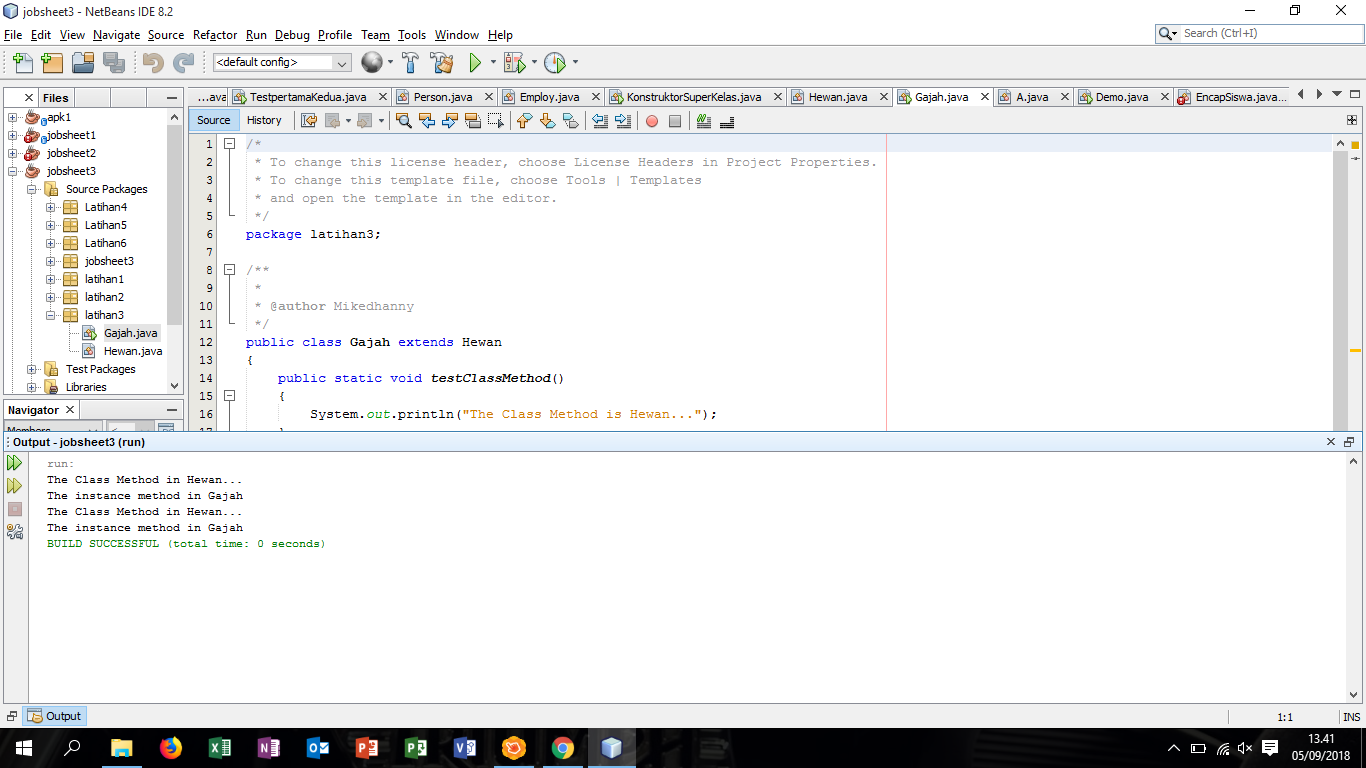 jobsheet3 - NetBeans IDE 8.2
File Edit View Navigate Source Refactor Run Debug Profile Team Tools Window Help
Search (Ctrl+I)
<default config>
Files
...ava TestpertamaKedua.java Person.java Employ.java KonstruktorSuperKelas.java Hewan.java Gajah.java A.java Demo.java EncapSiswa.java...
Source History
apk1
jobsheet1
jobsheet2
jobsheet3
Source Packages
Latihan4
Latihan5
Latihan6
jobsheet3
latihan1
latihan2
latihan3
Gajah.java
Hewan.java
Test Packages
Libraries
Navigator
Members
1 /*
2 * To change this license header, choose License Headers in Project Properties.
3 * To change this template file, choose Tools | Templates
4 * and open the template in the editor.
5 */
6 package latihan3;
7
8 /**
9 *
10 * @author Mikedhanny
11 */
12 public class Gajah extends Hewan
13 {
14 public static void testClassMethod()
15 {
16 System.out.println("The Class Method is Hewan...");
Output - jobsheet3 (run)
run:
The Class Method in Hewan...
The instance method in Gajah
The Class Method in Hewan...
The instance method in Gajah
BUILD SUCCESSFUL (total time: 0 seconds)
Output
1:1 INS
13.41
05/09/2018